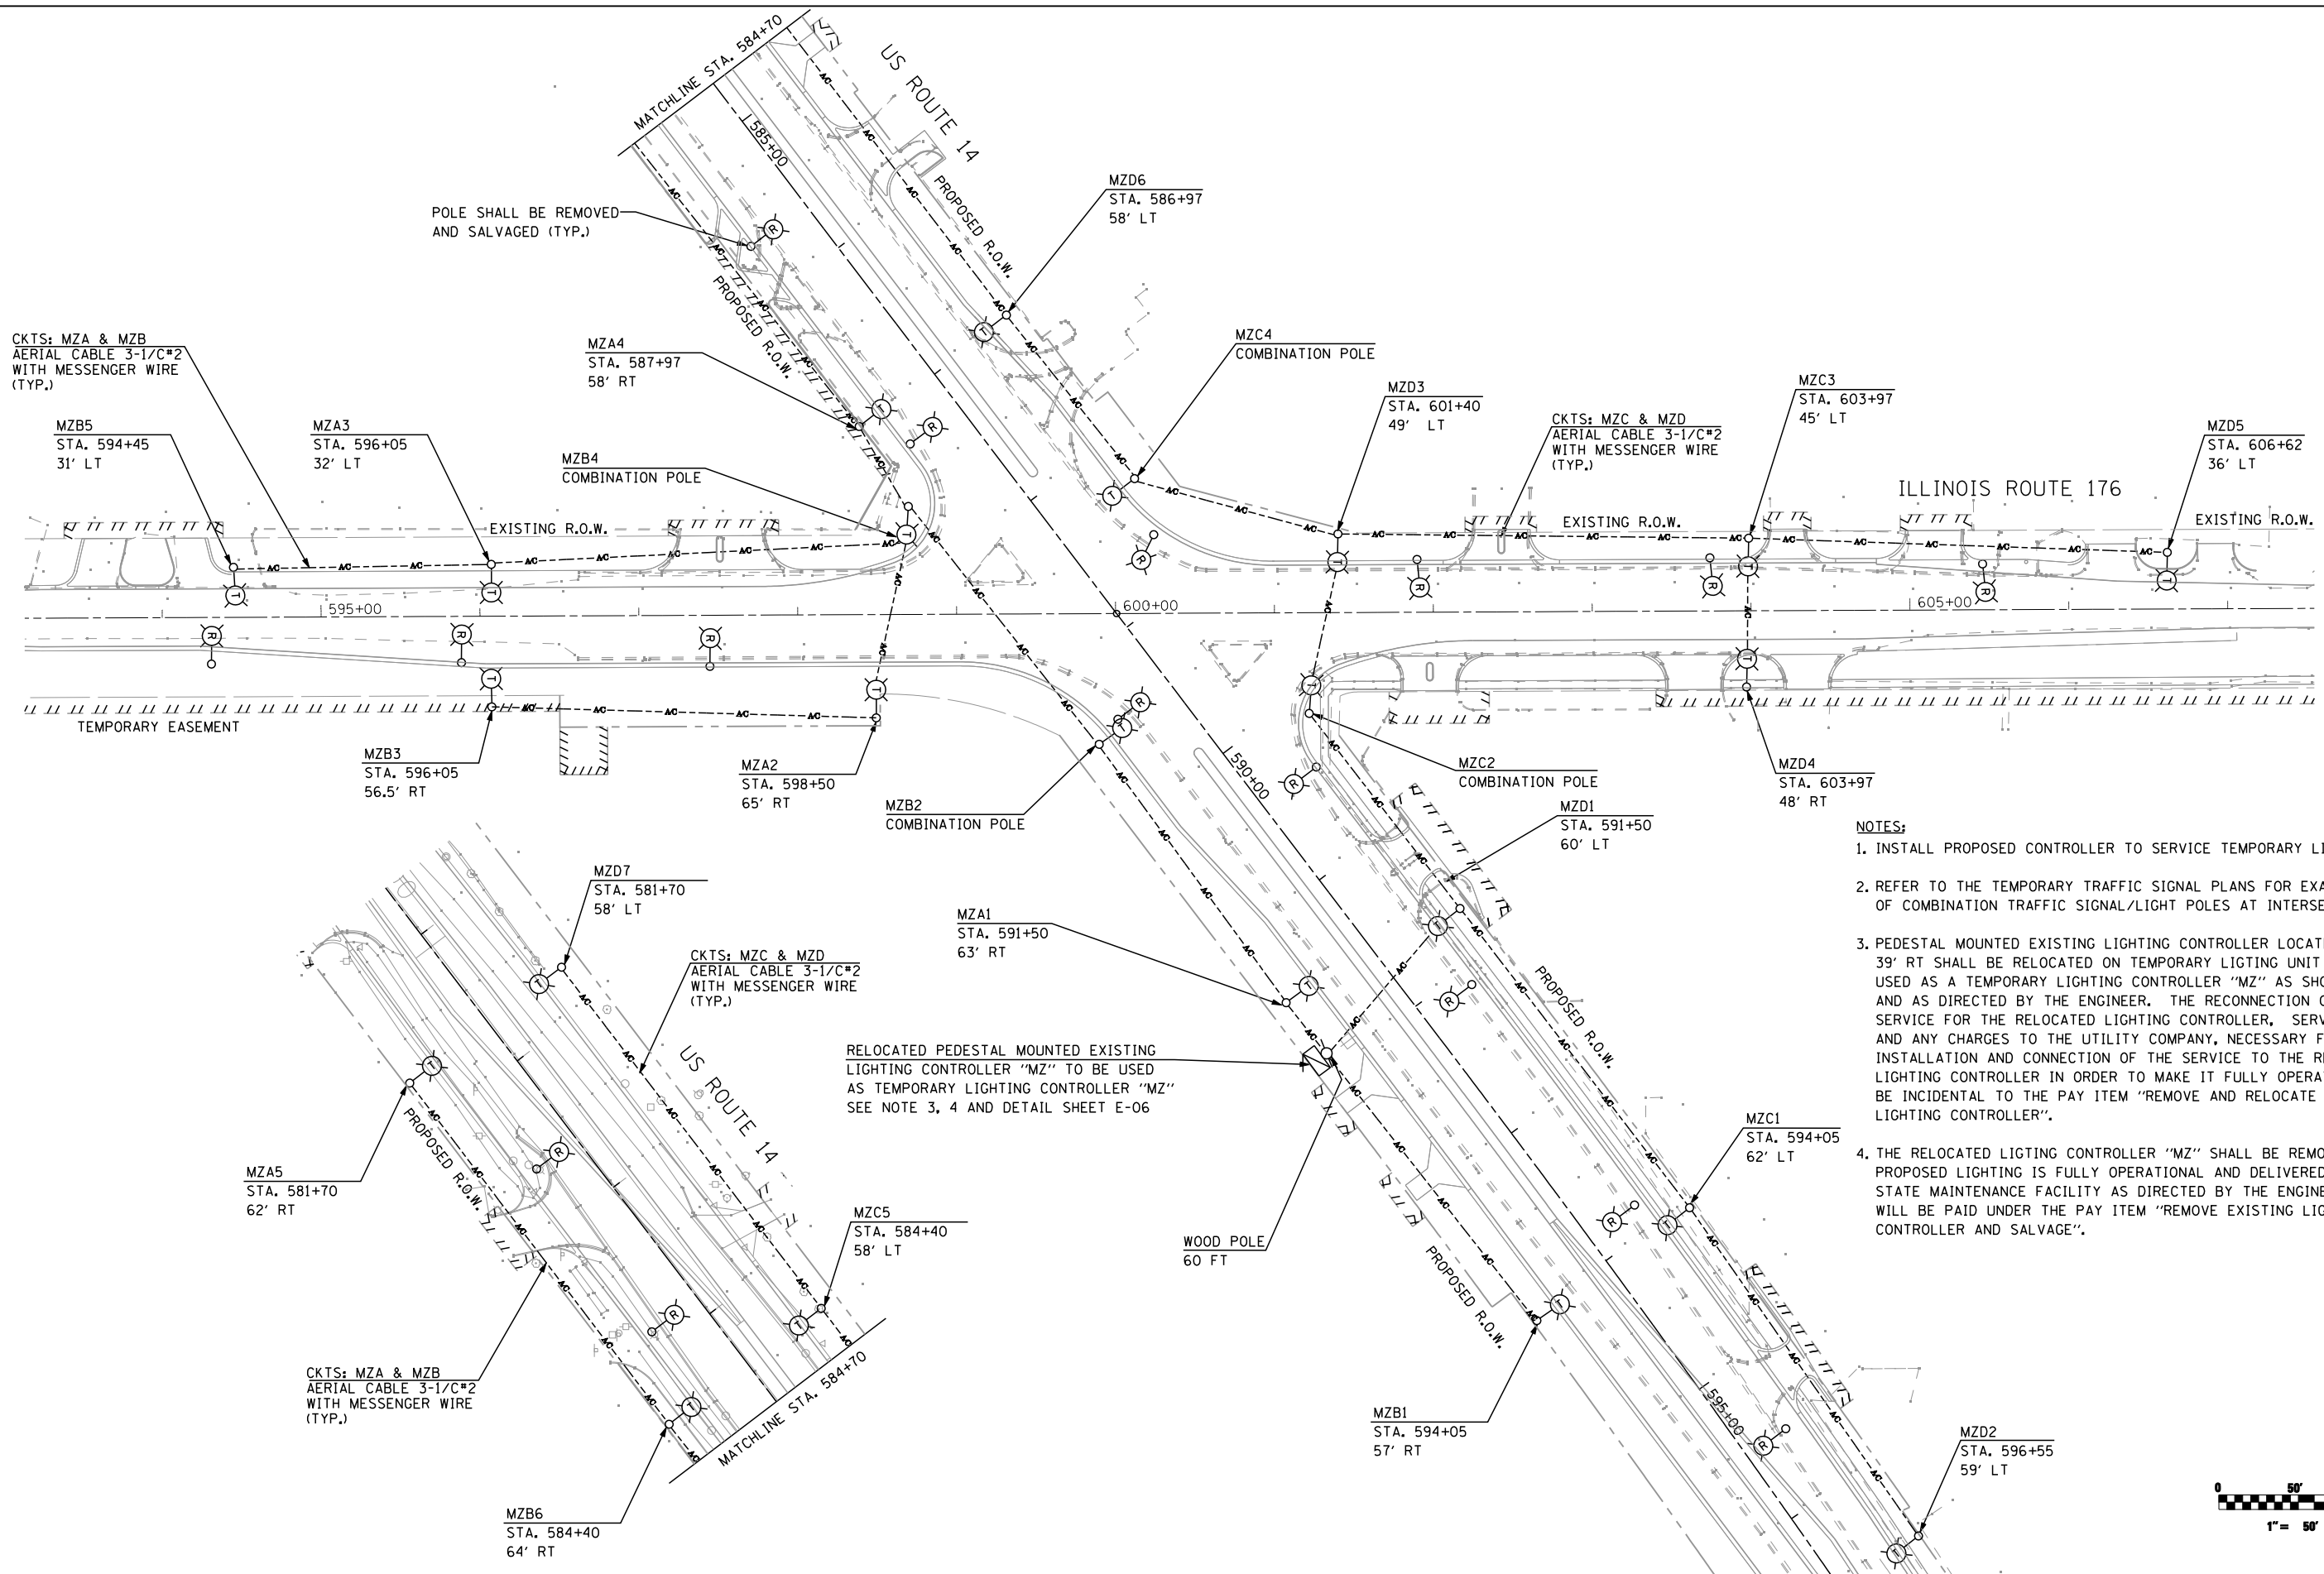 MATCHLINE STA. 584+70
US ROUTE 14
585+00
PROPOSED R.O.W.
MZD6
STA. 586+97
58' LT
POLE SHALL BE REMOVED
AND SALVAGED (TYP.)
PROPOSED R.O.W.
CKTS: MZA & MZB
AERIAL CABLE 3-1/C#2
WITH MESSENGER WIRE
(TYP.)
MZA4
STA. 587+97
58' RT
MZC4
COMBINATION POLE
MZD3
STA. 601+40
49' LT
MZC3
STA. 603+97
45' LT
CKTS: MZC & MZD
AERIAL CABLE 3-1/C#2
WITH MESSENGER WIRE
(TYP.)
MZD5
STA. 606+62
36' LT
MZB5
STA. 594+45
31' LT
MZA3
STA. 596+05
32' LT
MZB4
COMBINATION POLE
ILLINOIS ROUTE 176
EXISTING R.O.W.
EXISTING R.O.W.
EXISTING R.O.W.
595+00
600+00
605+00
TEMPORARY EASEMENT
MZB3
STA. 596+05
56.5' RT
MZA2
STA. 598+50
65' RT
MZB2
COMBINATION POLE
590+00
MZC2
COMBINATION POLE
MZD4
STA. 603+97
48' RT
MZD1
STA. 591+50
60' LT
NOTES:
1. INSTALL PROPOSED CONTROLLER TO SERVICE TEMPORARY
2. REFER TO THE TEMPORARY TRAFFIC SIGNAL PLANS FOR
OF COMBINATION TRAFFIC SIGNAL/LIGHT POLES AT
3. PEDESTAL MOUNTED EXISTING LIGHTING CONTROLLER
39' RT SHALL BE RELOCATED ON TEMPORARY LIGTING UNIT
USED AS A TEMPORARY LIGHTING CONTROLLER "MZ" AS
AND AS DIRECTED BY THE ENGINEER. THE RECONNECTION
SERVICE FOR THE RELOCATED LIGHTING CONTROLLER,
AND ANY CHARGES TO THE UTILITY COMPANY, NECESSARY
INSTALLATION AND CONNECTION OF THE SERVICE TO THE
LIGHTING CONTROLLER IN ORDER TO MAKE IT FULLY
BE INCIDENTAL TO THE PAY ITEM "REMOVE AND RELOCATE
LIGHTING CONTROLLER".
4. THE RELOCATED LIGTING CONTROLLER "MZ" SHALL BE
PROPOSED LIGHTING IS FULLY OPERATIONAL AND DELIVERED
STATE MAINTENANCE FACILITY AS DIRECTED BY THE
WILL BE PAID UNDER THE PAY ITEM "REMOVE EXISTING
CONTROLLER AND SALVAGE".
MZD7
STA. 581+70
58' LT
CKTS: MZC & MZD
AERIAL CABLE 3-1/C#2
WITH MESSENGER WIRE
(TYP.)
US ROUTE 14
MZA1
STA. 591+50
63' RT
RELOCATED PEDESTAL MOUNTED EXISTING
LIGHTING CONTROLLER "MZ" TO BE USED
AS TEMPORARY LIGHTING CONTROLLER "MZ"
SEE NOTE 3, 4 AND DETAIL SHEET E-06
PROPOSED R.O.W.
PROPOSED R.O.W.
MZA5
STA. 581+70
62' RT
MZC5
STA. 584+40
58' LT
WOOD POLE
60 FT
PROPOSED R.O.W.
MZC1
STA. 594+05
62' LT
CKTS: MZA & MZB
AERIAL CABLE 3-1/C#2
WITH MESSENGER WIRE
(TYP.)
MATCHLINE STA. 584+70
MZB6
STA. 584+40
64' RT
MZB1
STA. 594+05
57' RT
595+00
MZD2
STA. 596+55
59' LT
0 50'
1"= 50'